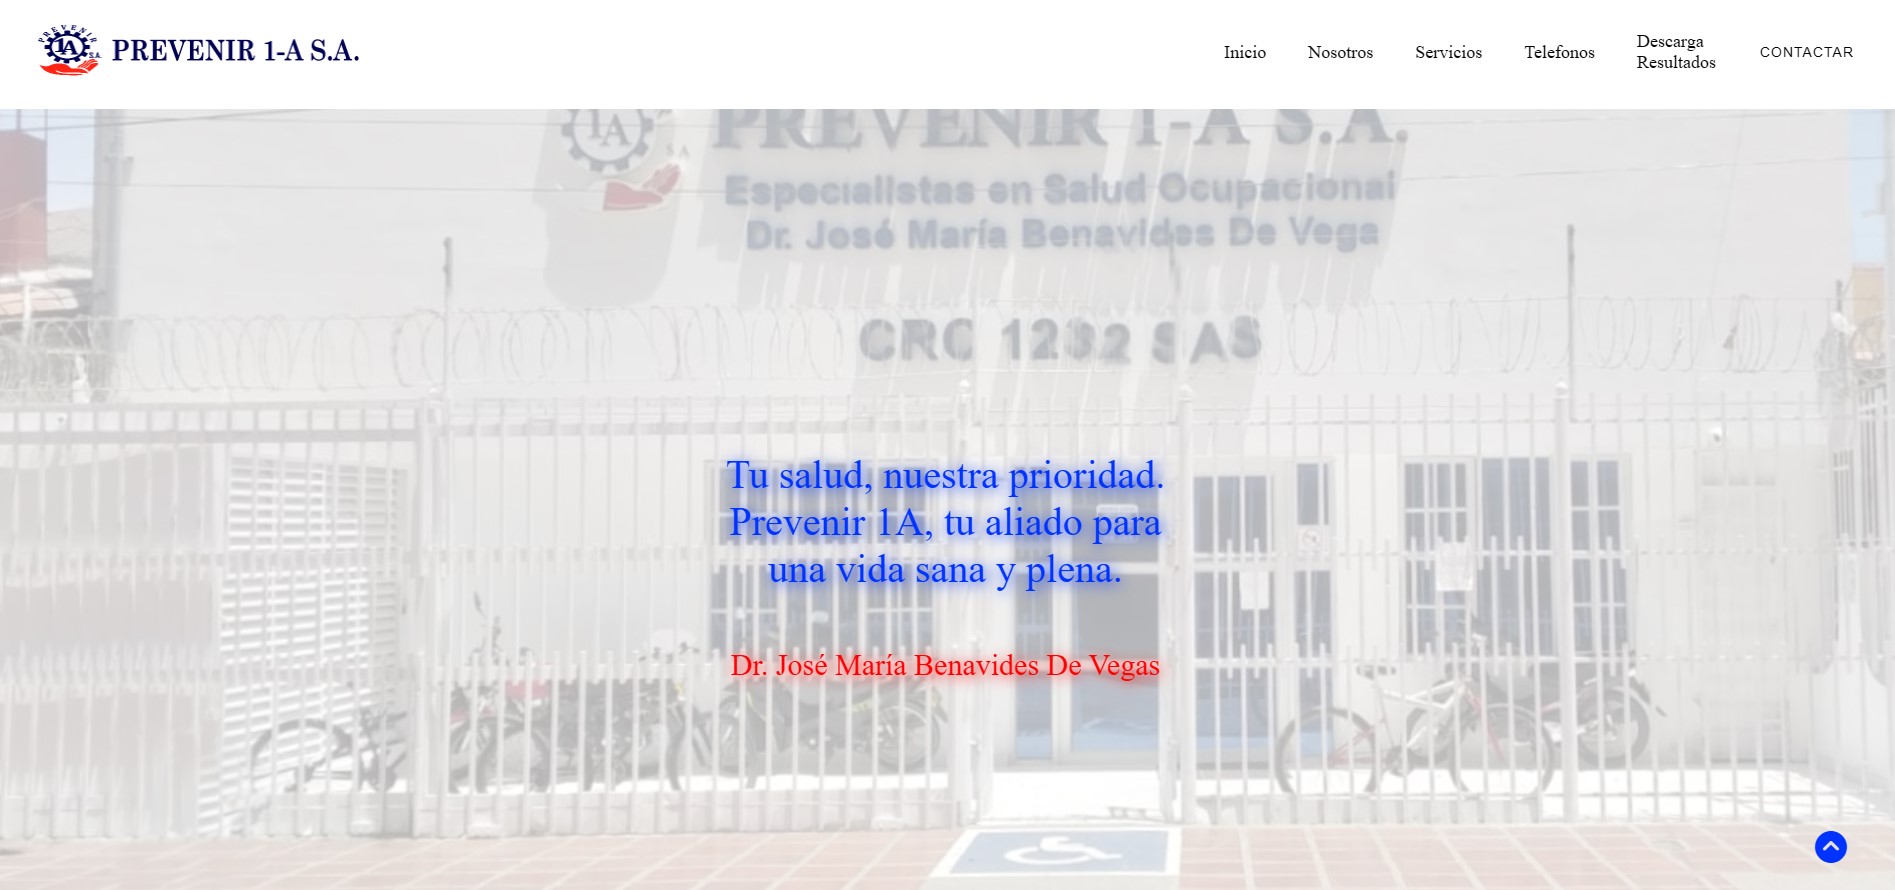 PREVENIR
1A
S.A.
PREVENIR 1-A S.A.
Inicio
Nosotros
Servicios
Telefonos
Descarga
Resultados
CONTACTAR
1A
S A
PREVENIR 1-A S.A.
Especialistas en Salud Ocupacional
Dr. José María Benavides De Vega
CRC 1232 SAS
Tu salud, nuestra prioridad.
Prevenir 1A, tu aliado para
una vida sana y plena.
Dr. José María Benavides De Vegas